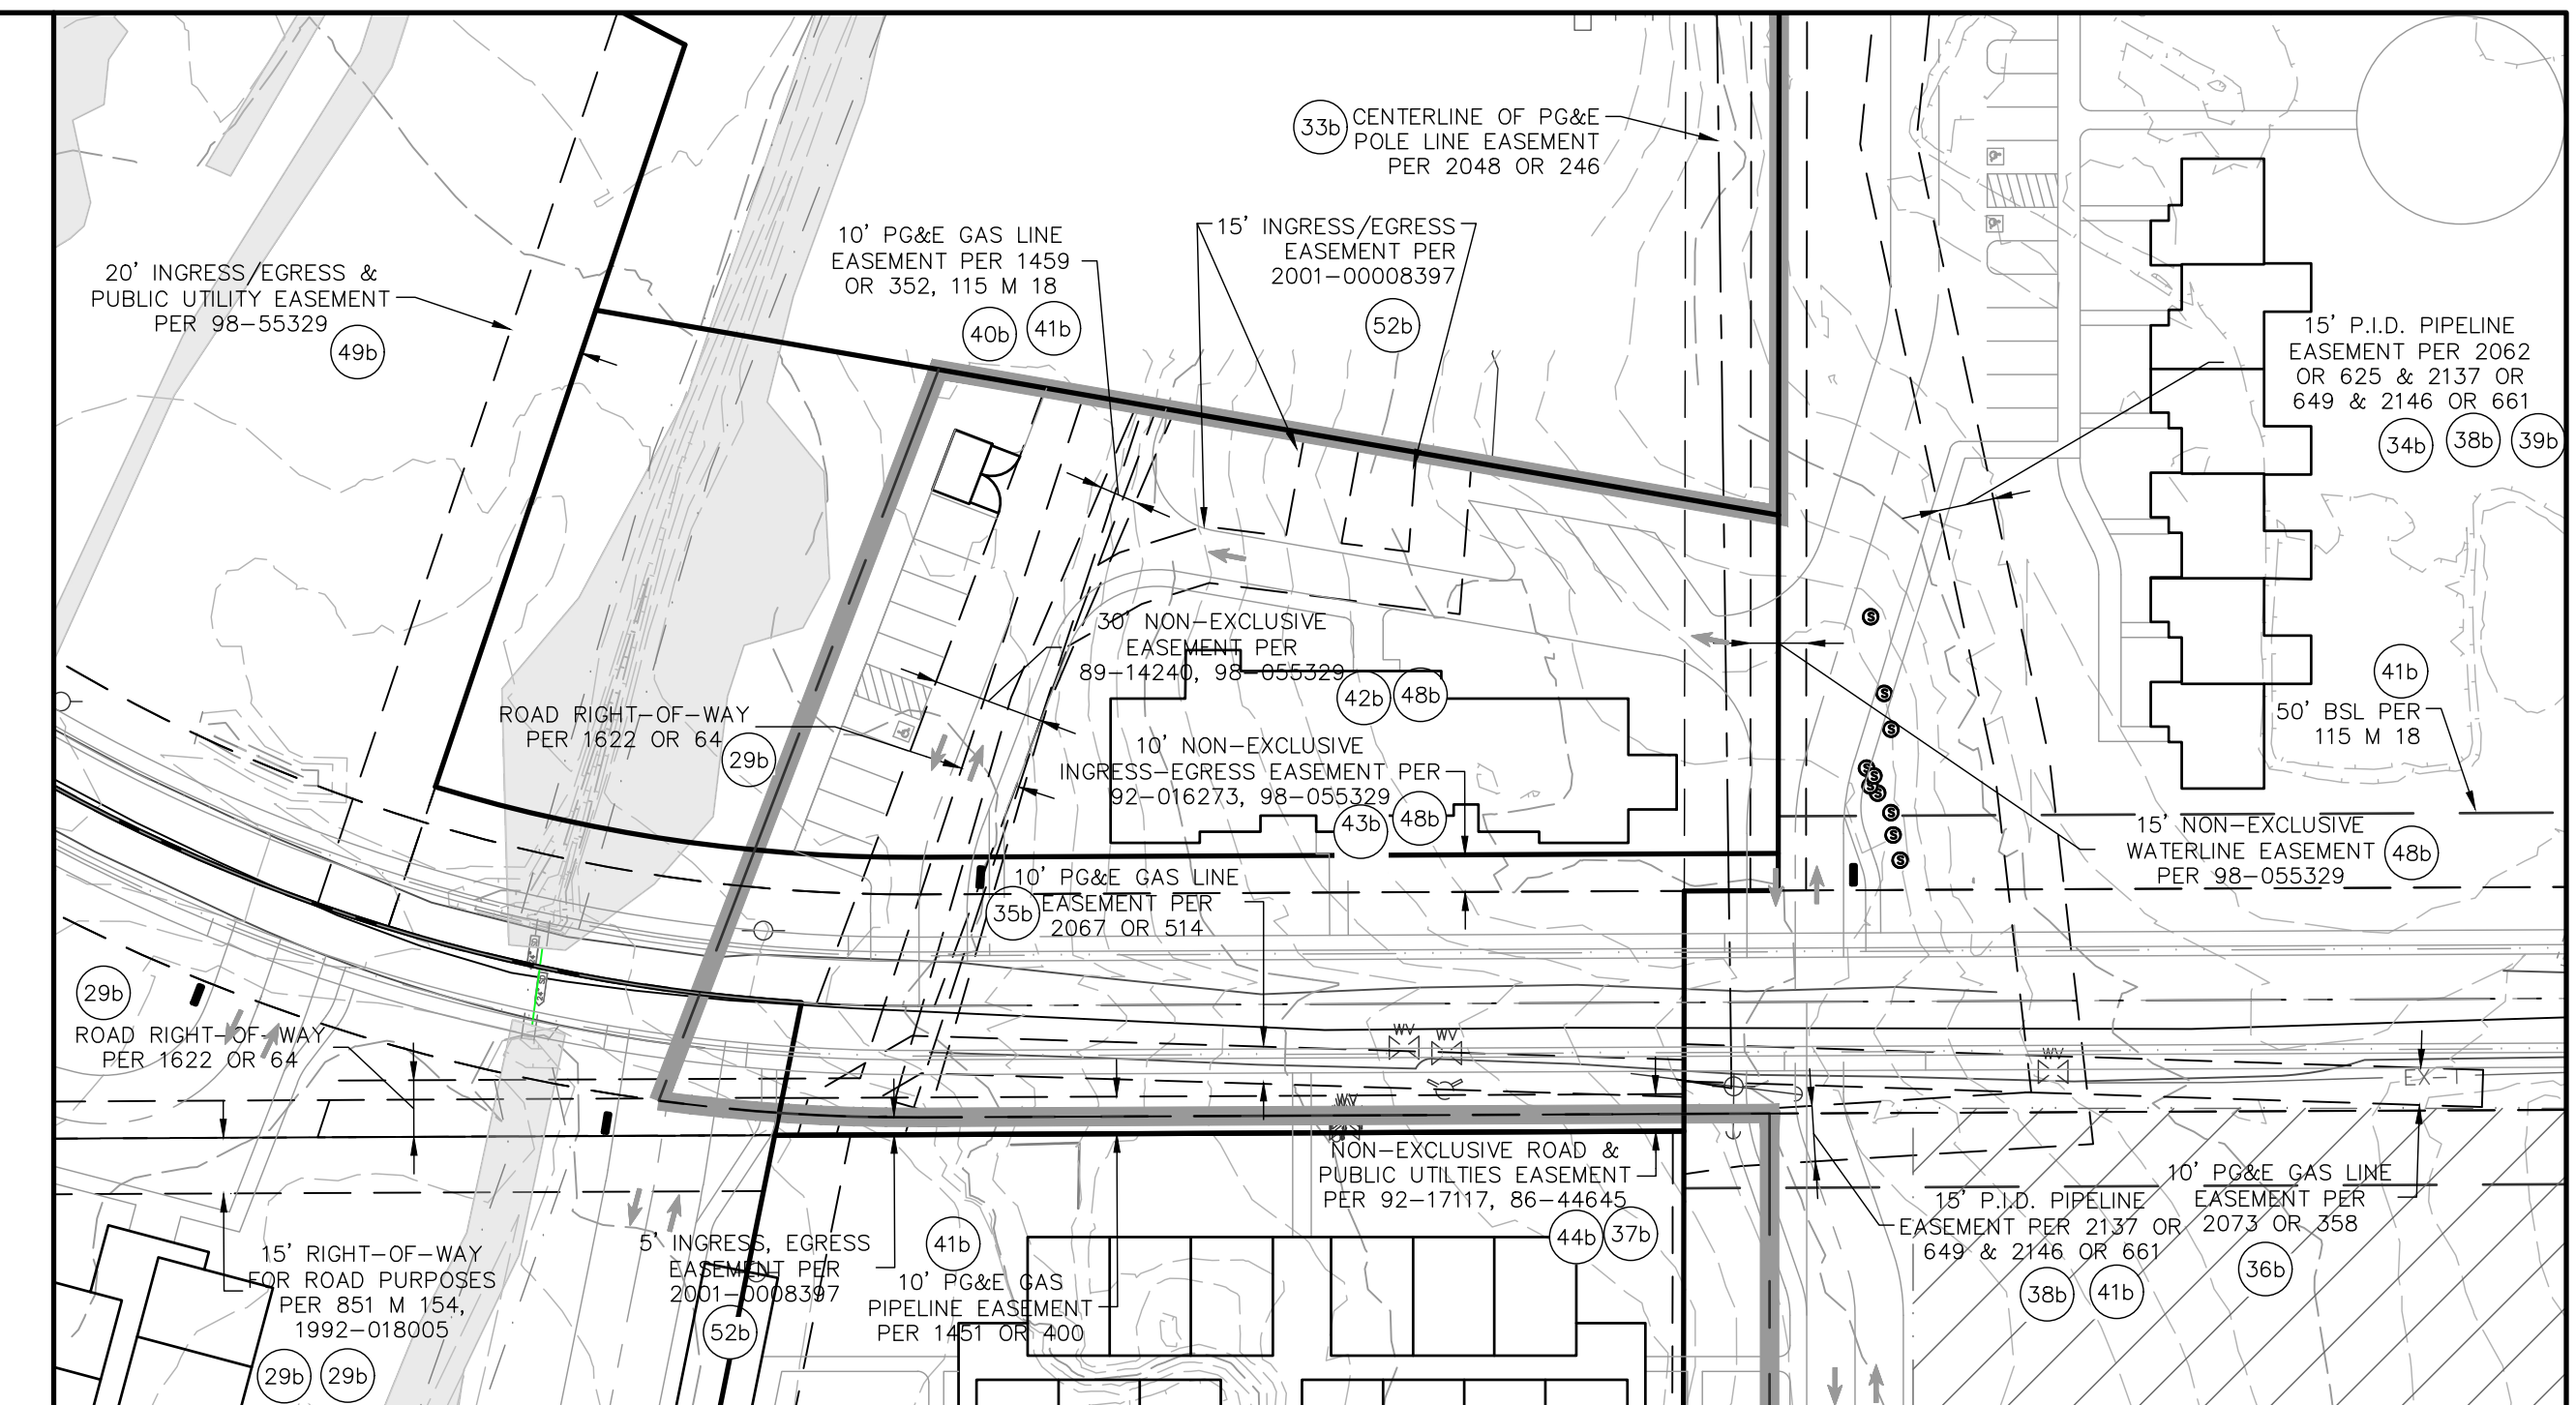 33b
CENTERLINE OF PG&E
POLE LINE EASEMENT
PER 2048 OR 246
10' PG&E GAS LINE
EASEMENT PER 1459
OR 352, 115 M 18
40b 41b
15' INGRESS/EGRESS
EASEMENT PER
2001-00008397
52b
20' INGRESS/EGRESS &
PUBLIC UTILITY EASEMENT
PER 98-55329
49b
15' P.I.D. PIPELINE
EASEMENT PER 2062
OR 625 & 2137 OR
649 & 2146 OR 661
34b 38b 39b
30' NON-EXCLUSIVE
EASEMENT PER
89-14240, 98-055329
42b 48b
ROAD RIGHT-OF-WAY
PER 1622 OR 64
29b
10' NON-EXCLUSIVE
INGRESS-EGRESS EASEMENT PER
92-016273, 98-055329
43b 48b
41b
50' BSL PER
115 M 18
15' NON-EXCLUSIVE
WATERLINE EASEMENT
PER 98-055329
48b
S
S
S
S
S
S
S
S
S
S
10' PG&E GAS LINE
EASEMENT PER
2067 OR 514
35b
24" SD
29b
ROAD RIGHT-OF-WAY
PER 1622 OR 64
WV
WV
WV
WV
EX-1
NON-EXCLUSIVE ROAD &
PUBLIC UTILTIES EASEMENT
PER 92-17117, 86-44645
44b 37b
15' P.I.D. PIPELINE
EASEMENT PER 2137 OR
649 & 2146 OR 661
38b 41b
10' PG&E GAS LINE
EASEMENT PER
2073 OR 358
36b
15' RIGHT-OF-WAY
FOR ROAD PURPOSES
PER 851 M 154,
1992-018005
29b 29b
5' INGRESS, EGRESS
EASEMENT PER
2001-0008397
52b
41b
10' PG&E GAS
PIPELINE EASEMENT
PER 1451 OR 400